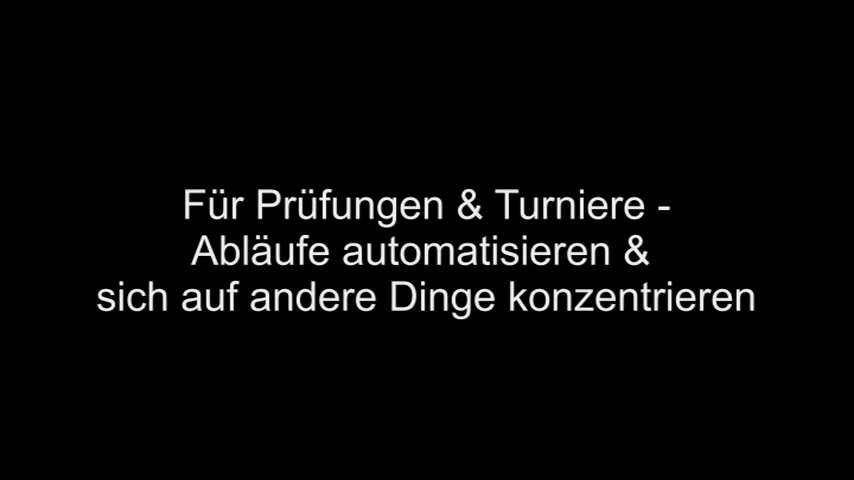 Für Prüfungen & Turniere -
Abläufe automatisieren &
sich auf andere Dinge konzentrieren